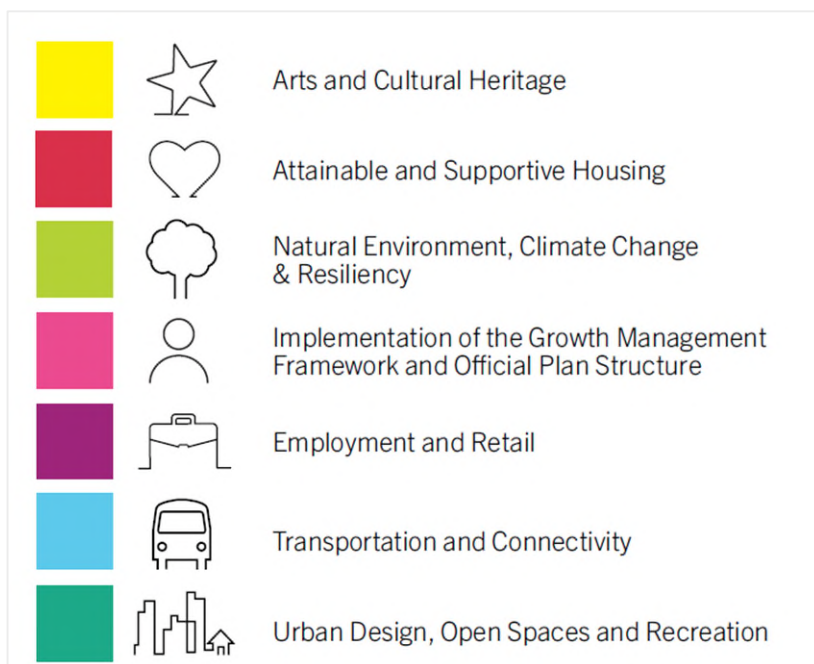 Arts and Cultural Heritage
Attainable and Supportive Housing
Natural Environment, Climate Change
& Resiliency
Implementation of the Growth Management
Framework and Official Plan Structure
Employment and Retail
Transportation and Connectivity
Urban Design, Open Spaces and Recreation